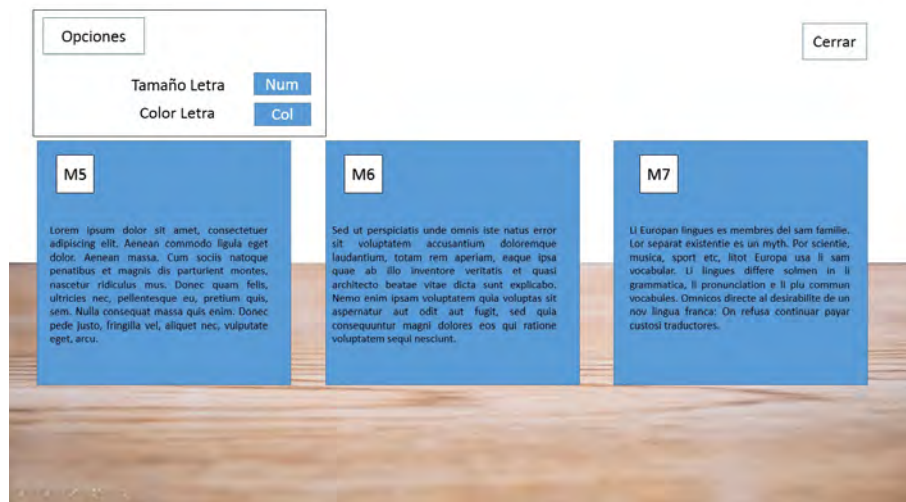 Opciones
Cerrar
Tamaño Letra Num
Color Letra Col
M5
Lorem ipsum dolor sit amet, consectetuer
adipiscing elit. Aenean commodo ligula eget
dolor. Aenean massa. Cum sociis natoque
penatibus et magnis dis parturient montes,
nascetur ridiculus mus. Donec quam felis,
ultricies nec, pellentesque eu, pretium quis,
sem. Nulla consequat massa quis enim. Donec
pede justo, fringilla vel, aliquet nec, vulputate
eget, arcu.
M6
Sed ut perspiciatis unde omnis iste natus error
sit voluptatem accusantium doloremque
laudantium, totam rem aperiam, eaque ipsa
quae ab illo inventore veritatis et quasi
architecto beatae vitae dicta sunt explicabo.
Nemo enim ipsam voluptatem quia voluptas sit
aspernatur aut odit aut fugit, sed quia
consequuntur magni dolores eos qui ratione
voluptatem sequi nesciunt.
M7
Li Europan lingues es membres del sam familie.
Lor separat existentie es un myth. Por scientie,
musica, sport etc, litot Europa usa li sam
vocabular. Li lingues differe solmen in li
grammatica, li pronunciation e li plu commun
vocabules. Omnicos directe al desirabilite de un
nov lingua franca: On refusa continuar payar
custosi traductores.